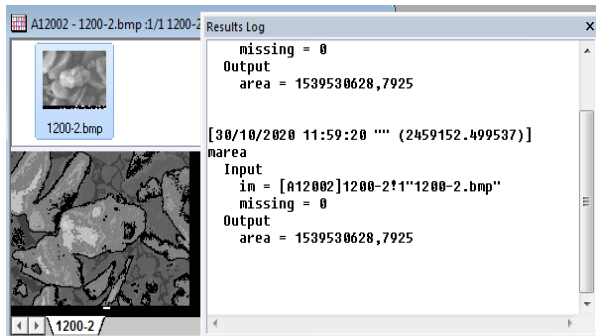 A12002 - 1200-2.bmp :1/1 1200-2
Results Log
x
missing = 0
Output
area = 1539530628,7925
1200-2.bmp
[30/10/2020 11:59:20 "" (2459152.499537)]
marea
Input
im = [A12002]1200-2!1"1200-2.bmp"
missing = 0
Output
area = 1539530628,7925
1200-2